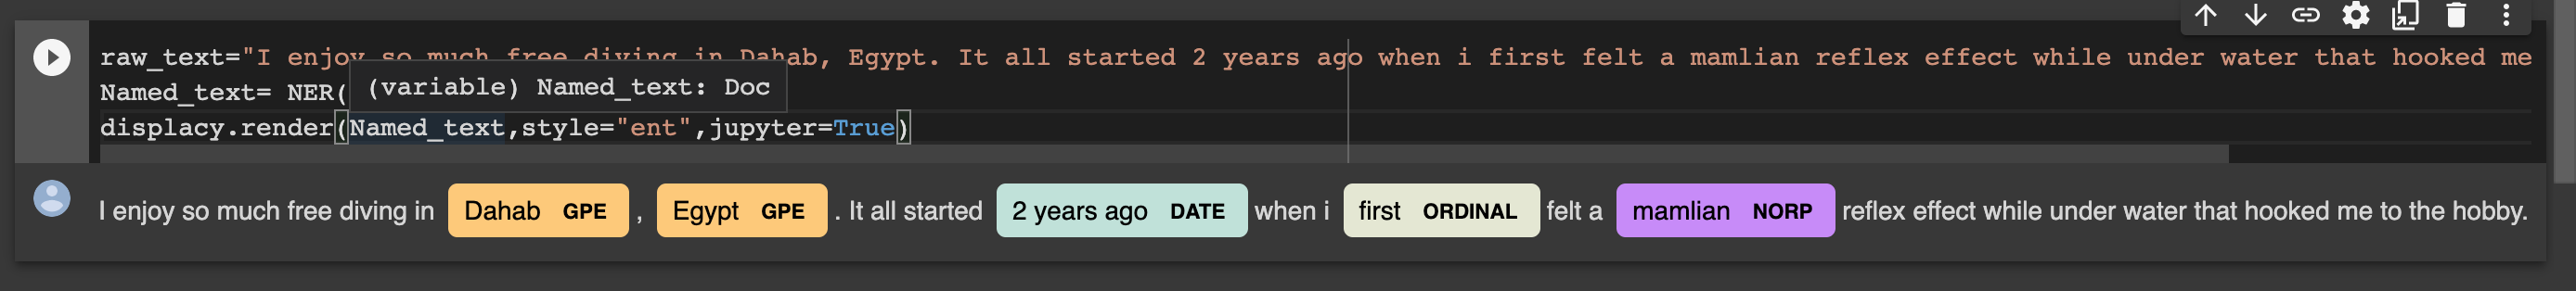 raw_text="I enjoy so much free diving in Dahab, Egypt. It all started 2 years ago when i first felt a mamlian reflex effect while under water that hooked me
Named_text= NER(
(variable) Named_text: Doc
displacy.render(Named_text,style="ent",jupyter=True)
I enjoy so much free diving in Dahab GPE , Egypt GPE . It all started 2 years ago DATE when i first ORDINAL felt a mamlian NORP reflex effect while under water that hooked me to the hobby.